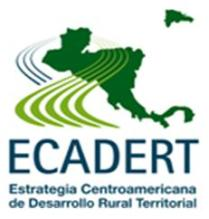 ECADERT
Estrategia Centroamericana
de Desarrollo Rural Territorial